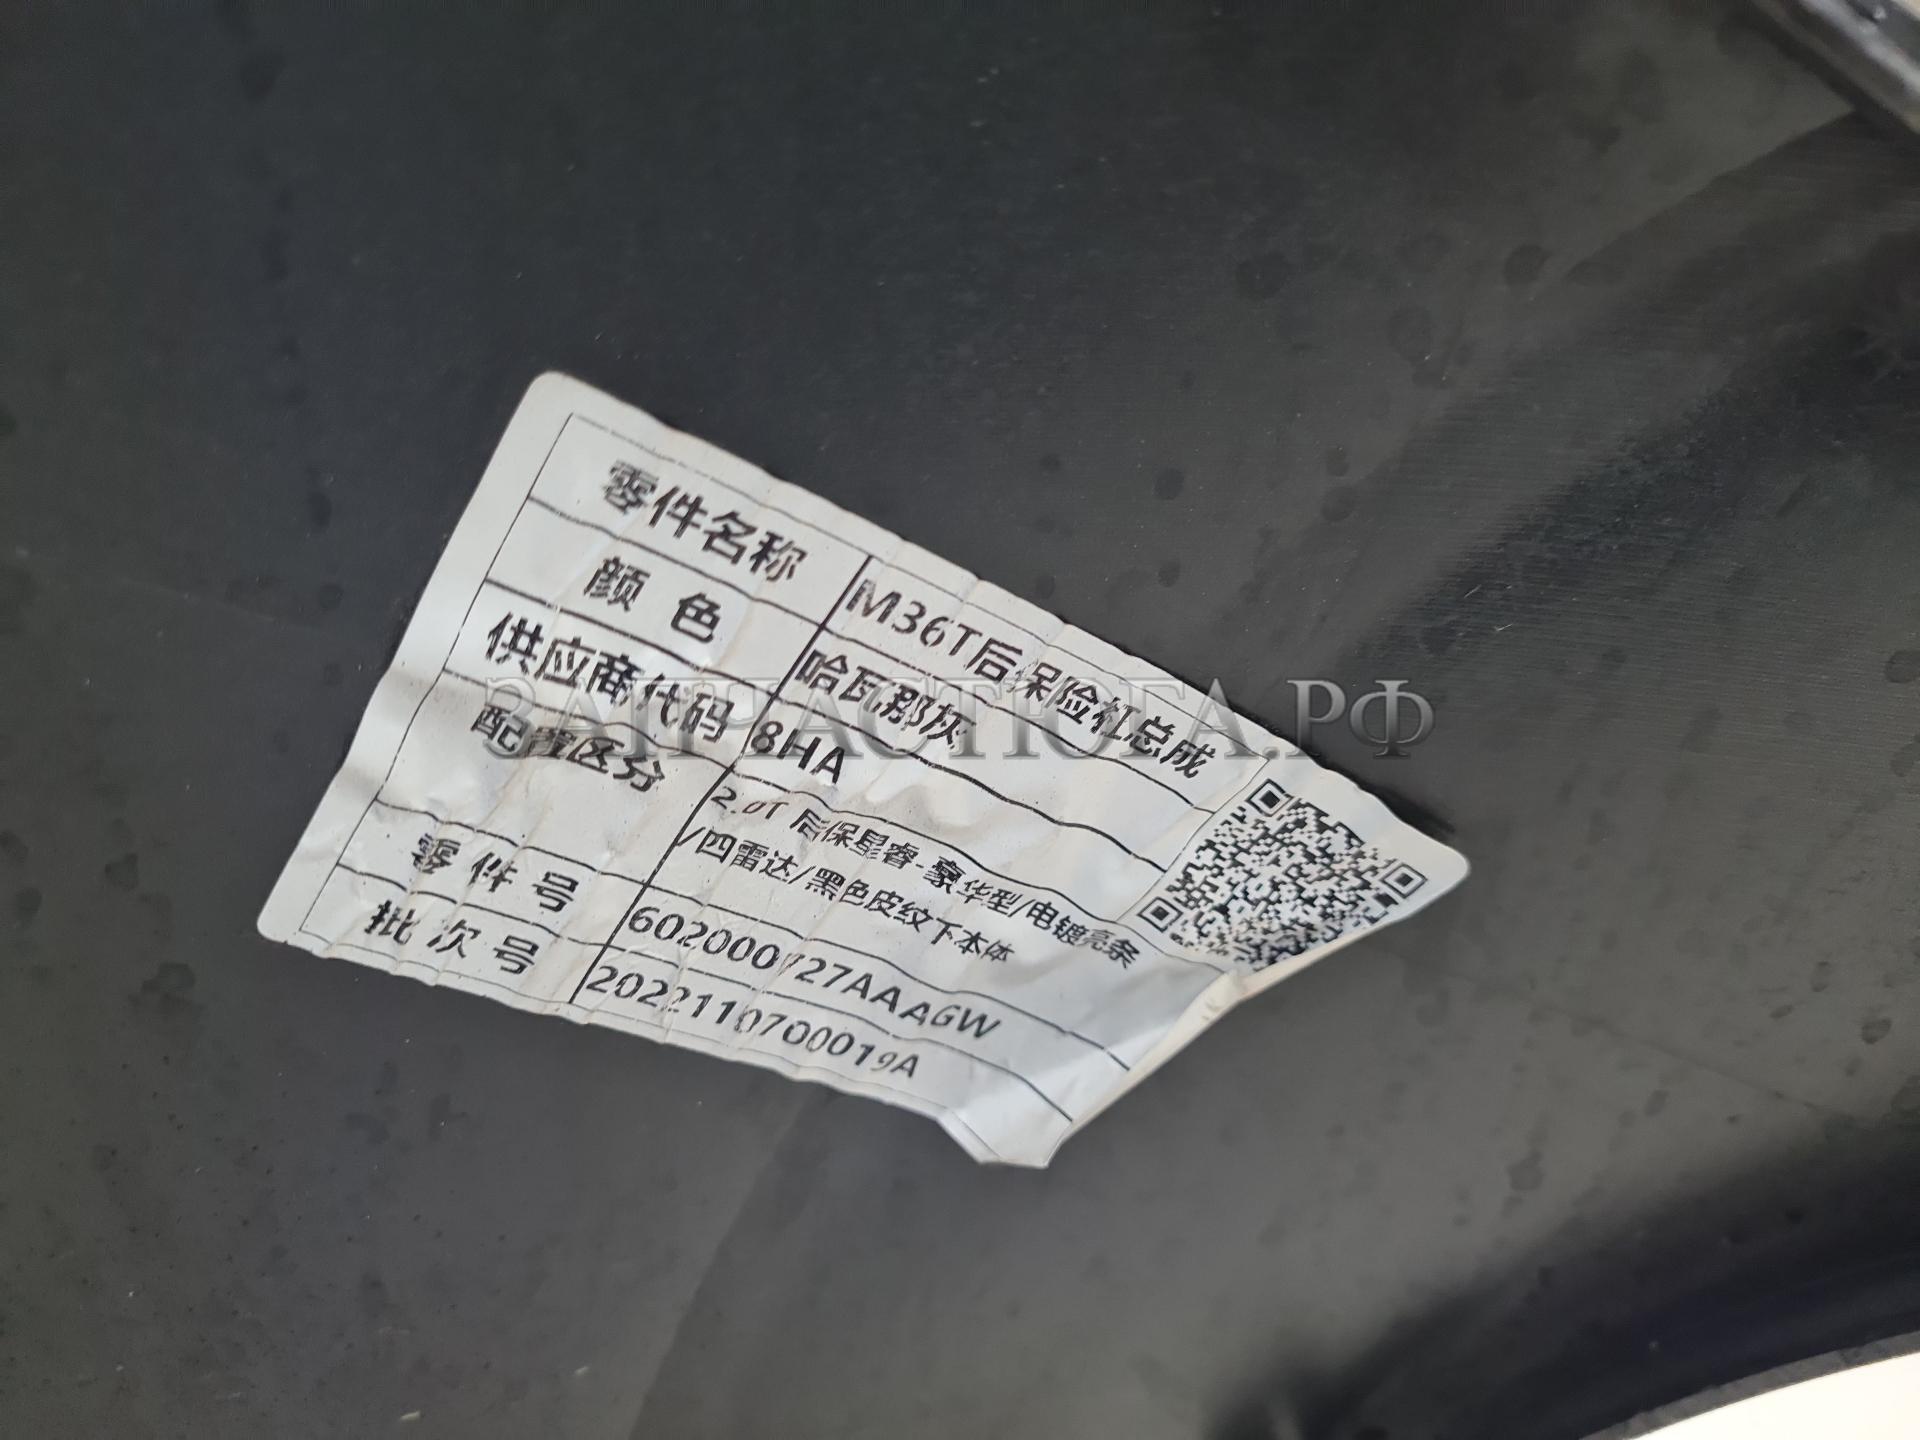 零件名称 M36T后保险杠总成
颜色 哈瓦那灰
供应商代码 8HA
配置区分 2.0T 后保星睿-豪华型/电镀亮条
/四雷达/黑色皮纹下本体
零件号 602000727AAAGW
批次号 2022110700019A
ЗАПЧАСТЮГА.РФ